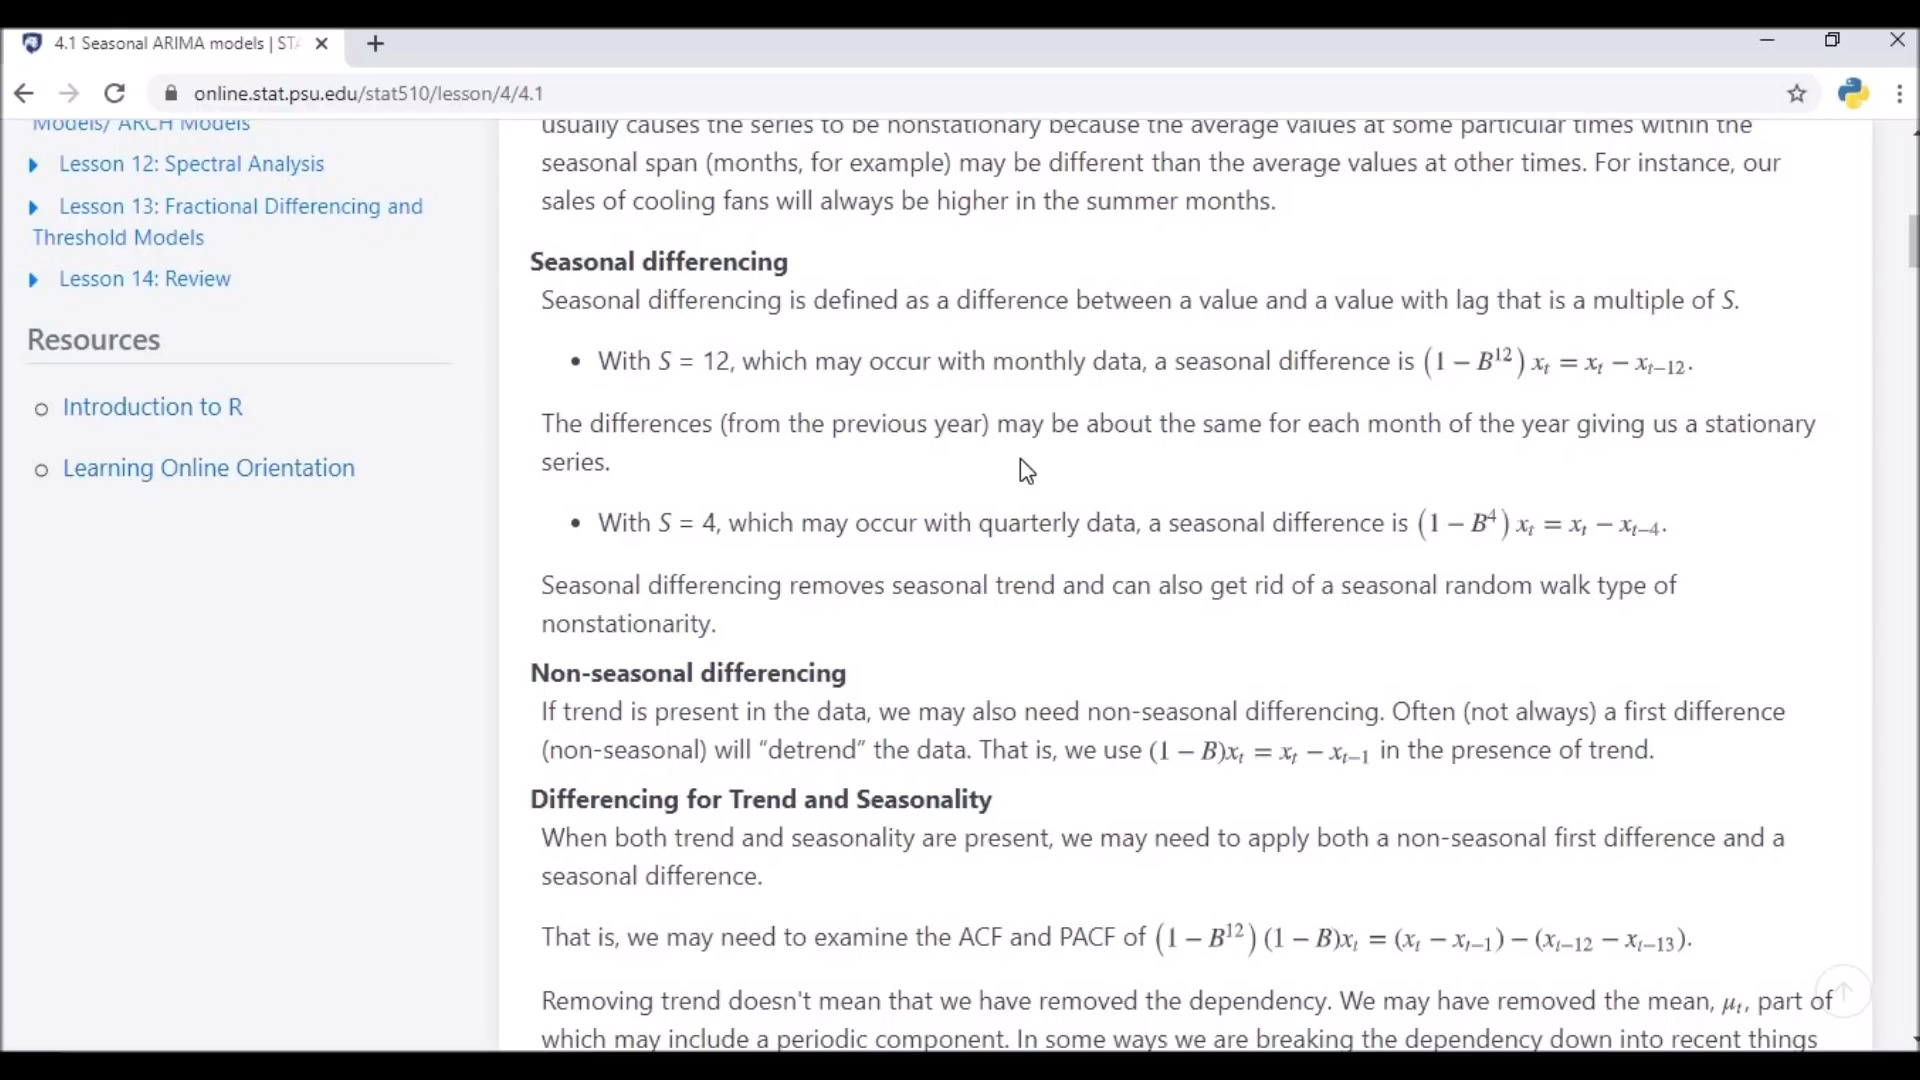 4.1 Seasonal ARIMA models | STA
online.stat.psu.edu/stat510/lesson/4/4.1
Models/ ARCH Models
Lesson 12: Spectral Analysis
Lesson 13: Fractional Differencing and
Threshold Models
Lesson 14: Review
Resources
Introduction to R
Learning Online Orientation
usually causes the series to be nonstationary because the average values at some particular times within the
seasonal span (months, for example) may be different than the average values at other times. For instance, our
sales of cooling fans will always be higher in the summer months.
Seasonal differencing
Seasonal differencing is defined as a difference between a value and a value with lag that is a multiple of S.
• With S = 12, which may occur with monthly data, a seasonal difference is (1 − B¹²) xₜ = xₜ − xₜ₋₁₂.
The differences (from the previous year) may be about the same for each month of the year giving us a stationary
series.
• With S = 4, which may occur with quarterly data, a seasonal difference is (1 − B⁴) xₜ = xₜ − xₜ₋₄.
Seasonal differencing removes seasonal trend and can also get rid of a seasonal random walk type of
nonstationarity.
Non-seasonal differencing
If trend is present in the data, we may also need non-seasonal differencing. Often (not always) a first difference
(non-seasonal) will “detrend” the data. That is, we use (1 − B)xₜ = xₜ − xₜ₋₁ in the presence of trend.
Differencing for Trend and Seasonality
When both trend and seasonality are present, we may need to apply both a non-seasonal first difference and a
seasonal difference.
That is, we may need to examine the ACF and PACF of (1 − B¹²) (1 − B)xₜ = (xₜ − xₜ₋₁) − (xₜ₋₁₂ − xₜ₋₁₃).
Removing trend doesn't mean that we have removed the dependency. We may have removed the mean, μₜ, part of
which may include a periodic component. In some ways we are breaking the dependency down into recent things